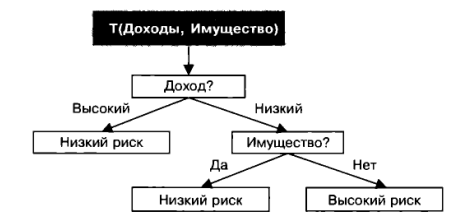 Т(Доходы, Имущество)
Доход?
Высокий
Низкий
Низкий риск
Имущество?
Да
Нет
Низкий риск
Высокий риск